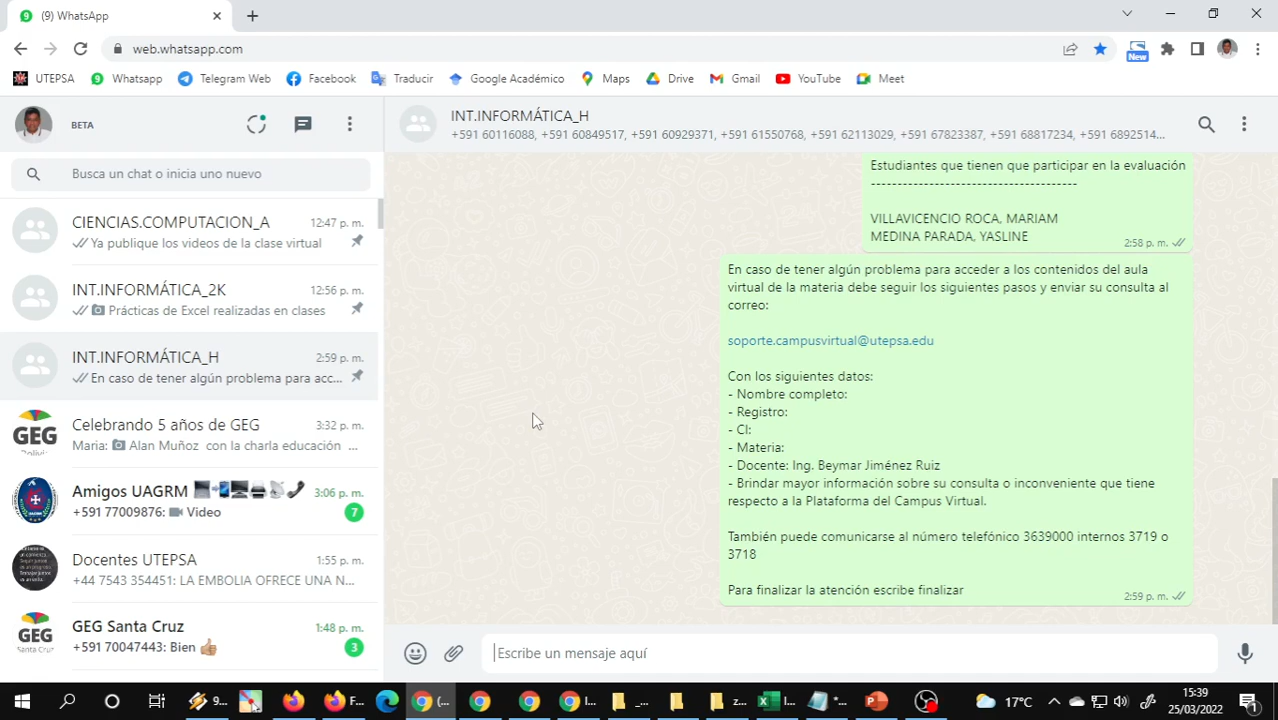 (9) WhatsApp
web.whatsapp.com
New
UTEPSA
Whatsapp
Telegram Web
Facebook
Traducir
Google Académico
Maps
Drive
Gmail
YouTube
Meet
BETA
INT.INFORMÁTICA_H
+591 60116088, +591 60849517, +591 60929371, +591 61550768, +591 62113029, +591 67823387, +591 68817234, +591 6892514...
Busca un chat o inicia uno nuevo
CIENCIAS.COMPUTACION_A 12:47 p. m.
Ya publique los videos de la clase virtual
INT.INFORMÁTICA_2K 12:56 p. m.
Prácticas de Excel realizadas en clases
INT.INFORMÁTICA_H 2:59 p. m.
En caso de tener algún problema para acc...
GEG
Celebrando 5 años de GEG 3:32 p. m.
Maria: Alan Muñoz con la charla educación ...
Amigos UAGRM 3:06 p. m.
+591 77009876: Video 7
Docentes UTEPSA 1:55 p. m.
+44 7543 354451: LA EMBOLIA OFRECE UNA N...
GEG
Santa Cruz
GEG Santa Cruz 1:48 p. m.
+591 70047443: Bien 3
Estudiantes que tienen que participar en la evaluación
---------------------------------------
VILLAVICENCIO ROCA, MARIAM
MEDINA PARADA, YASLINE
2:58 p. m.
En caso de tener algún problema para acceder a los contenidos del aula
virtual de la materia debe seguir los siguientes pasos y enviar su consulta al
correo:
soporte.campusvirtual@utepsa.edu
Con los siguientes datos:
- Nombre completo:
- Registro:
- CI:
- Materia:
- Docente: Ing. Beymar Jiménez Ruiz
- Brindar mayor información sobre su consulta o inconveniente que tiene
respecto a la Plataforma del Campus Virtual.
También puede comunicarse al número telefónico 3639000 internos 3719 o
3718
Para finalizar la atención escribe finalizar
2:59 p. m.
Escribe un mensaje aquí
9...
F...
(...
I...
_...
z...
I...
*...
17°C
15:39
25/03/2022
1